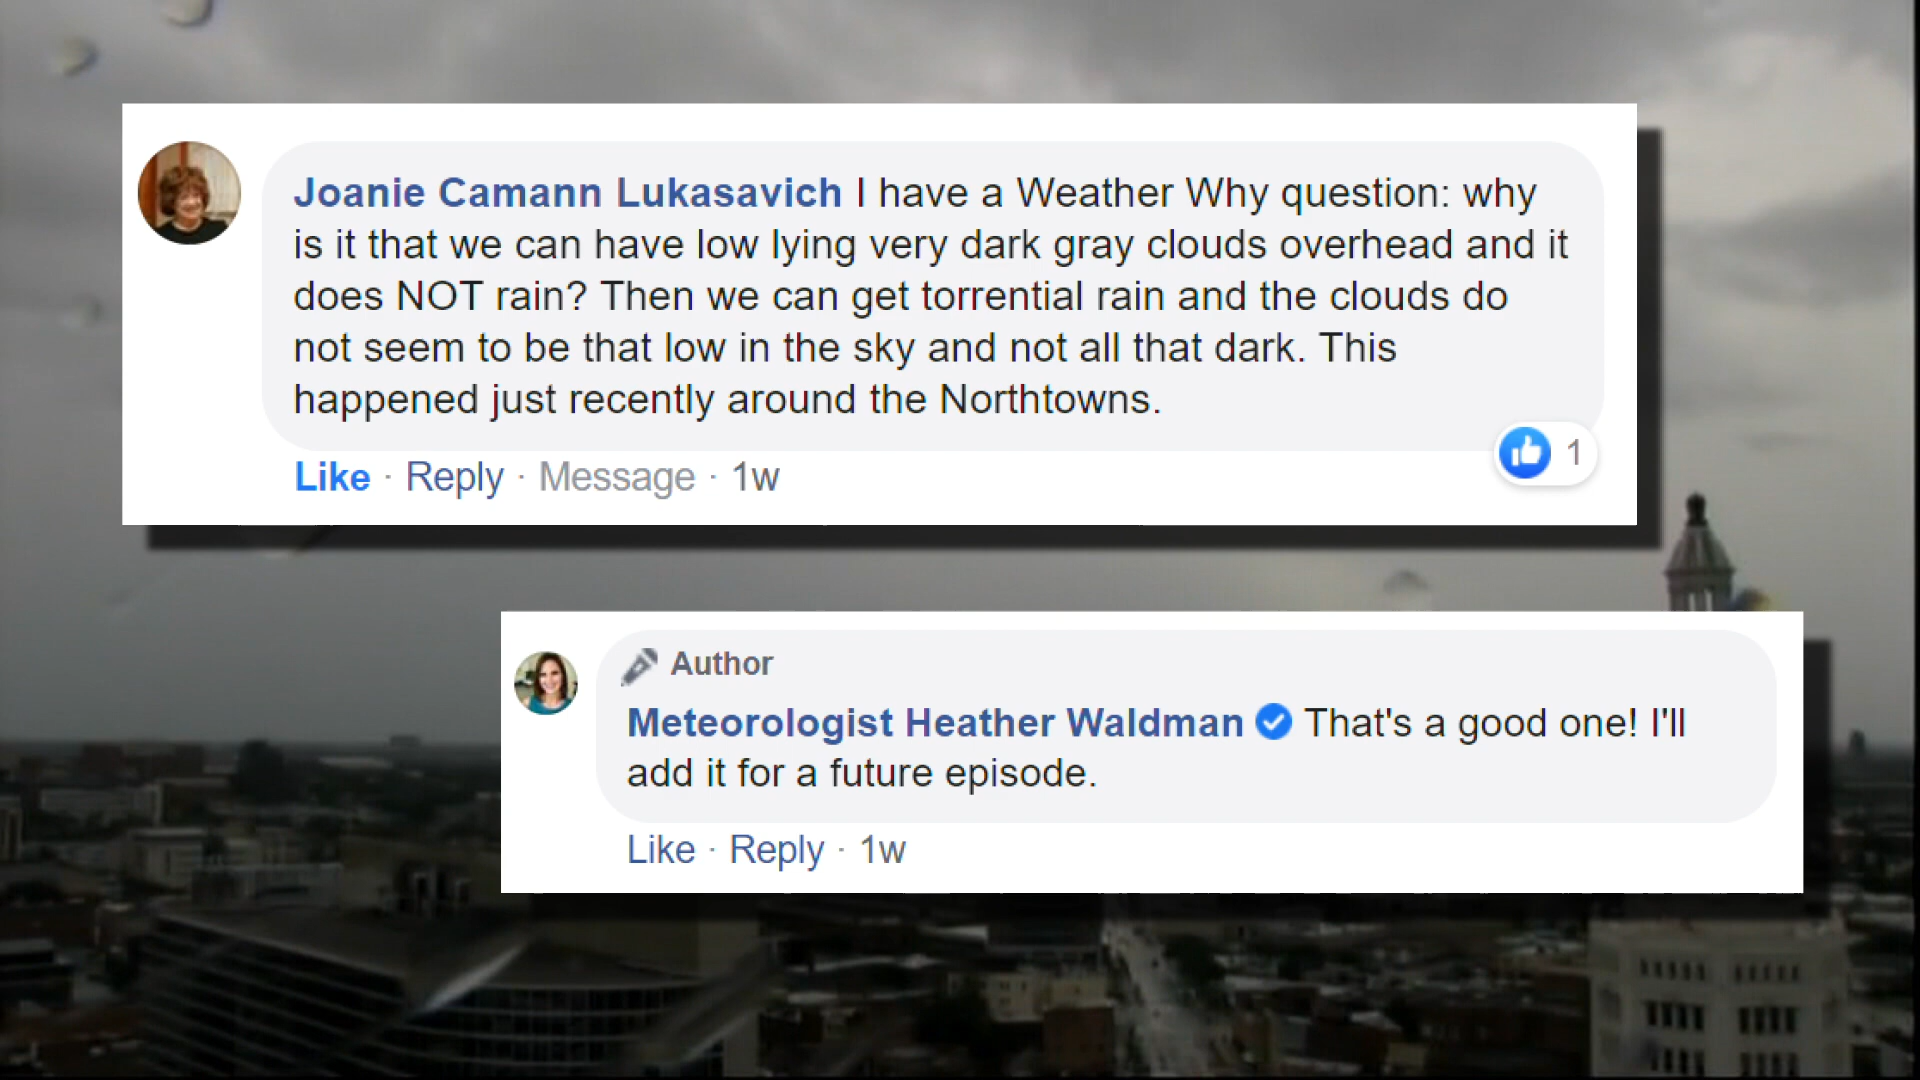 Joanie Camann Lukasavich I have a Weather Why question: why
is it that we can have low lying very dark gray clouds overhead and it
does NOT rain? Then we can get torrential rain and the clouds do
not seem to be that low in the sky and not all that dark. This
happened just recently around the Northtowns.
Like · Reply · Message · 1w
1
Author
Meteorologist Heather Waldman That's a good one! I'll
add it for a future episode.
Like · Reply · 1w